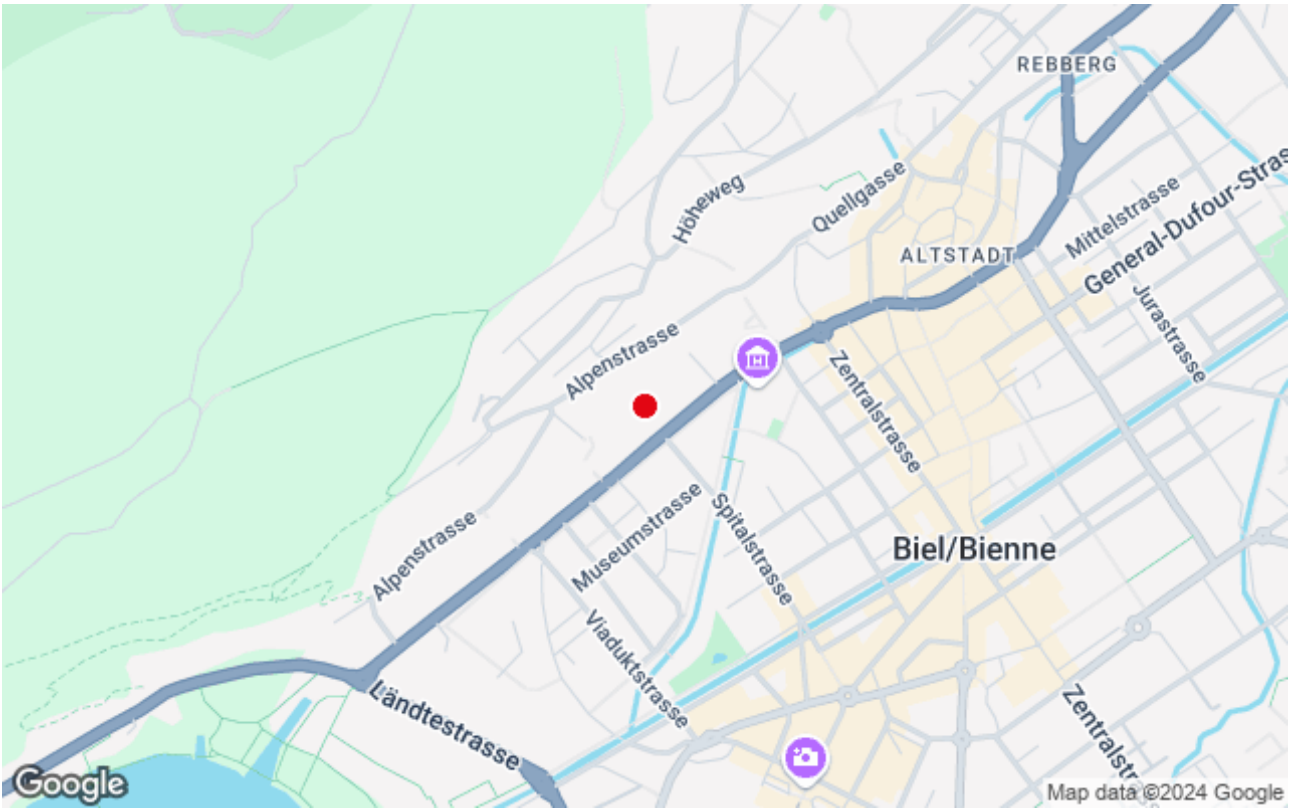 REBBERG
Höheweg
Quellgasse
Mittelstrasse
General-Dufour-Stras
ALTSTADT
Jurastrasse
Alpenstrasse
Zentralstrasse
Museumstrasse
Spitalstrasse
Biel/Bienne
Alpenstrasse
Viaduktstrasse
Ländtestrasse
Zentralstr
Google
Map data ©2024 Google